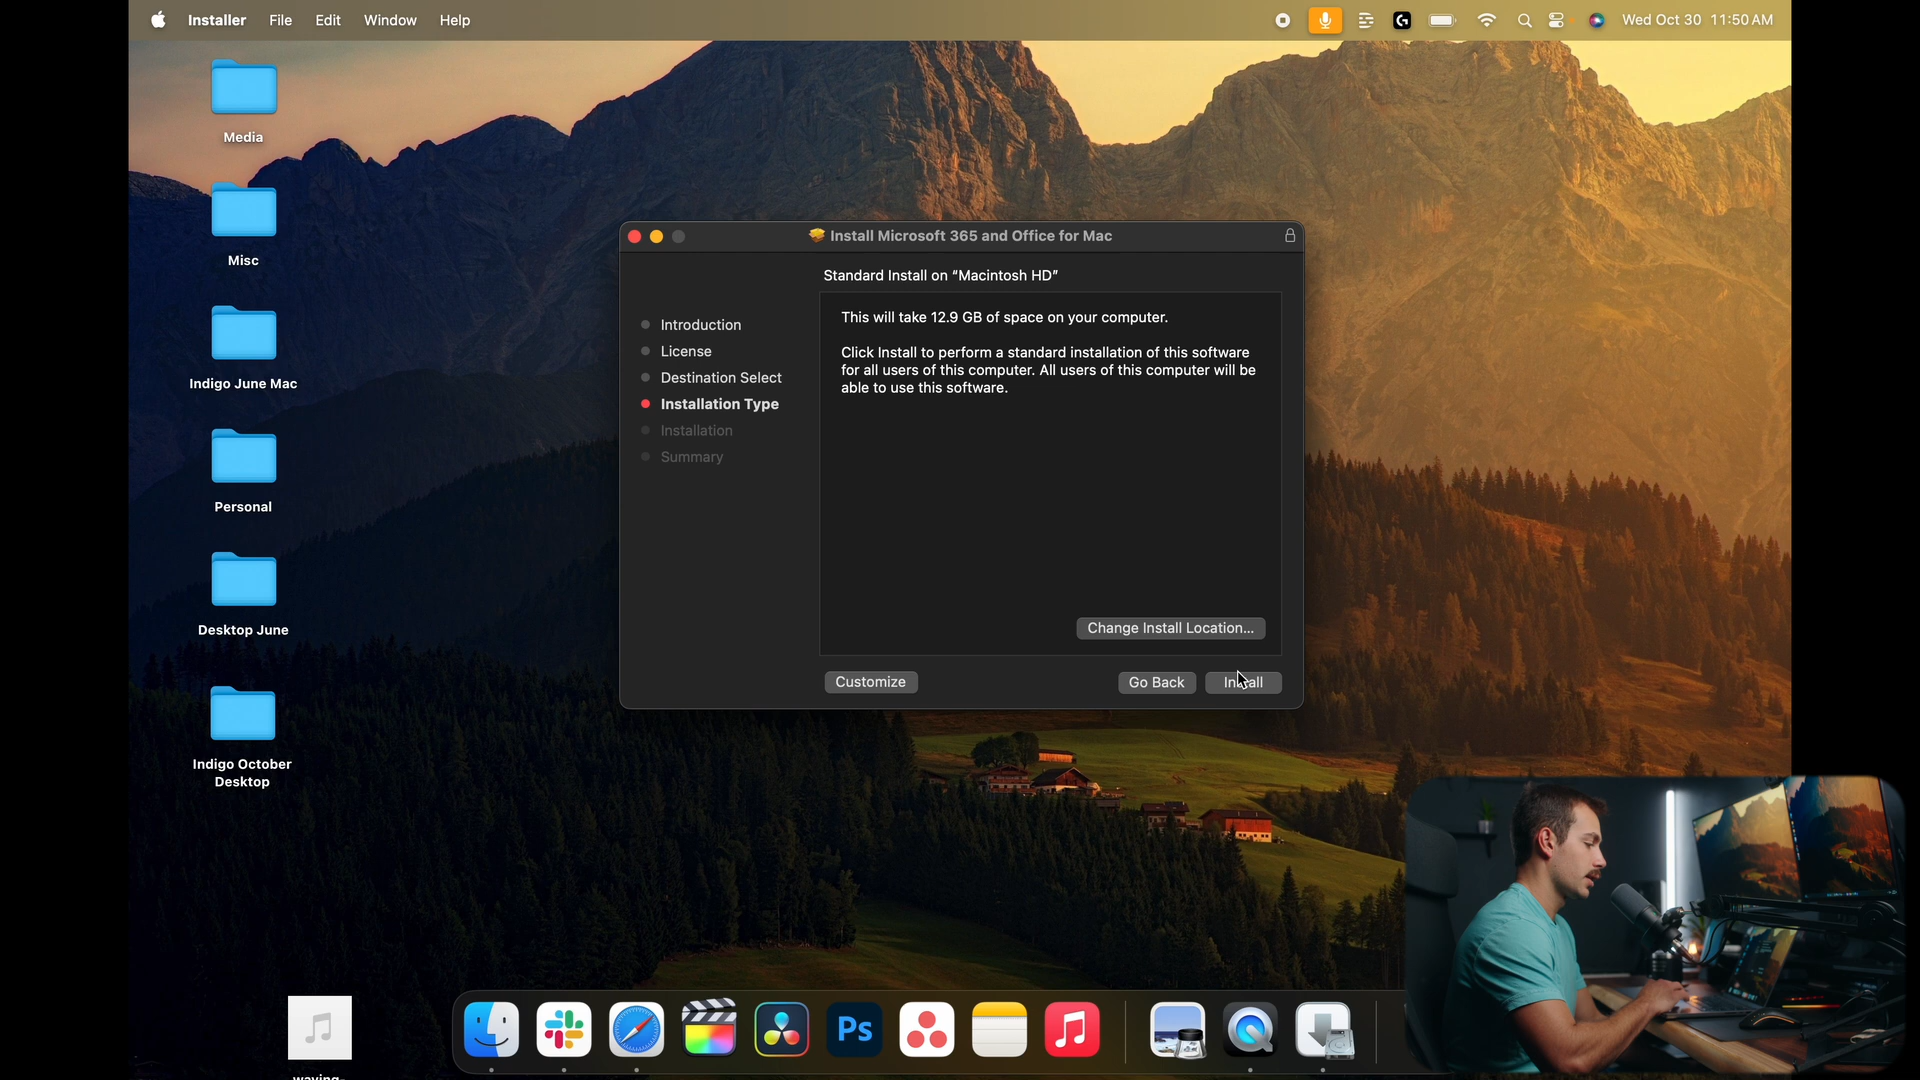 Installer File Edit Window Help
Wed Oct 30 11:50 AM
Media
Misc
Indigo June Mac
Personal
Desktop June
Indigo October
Desktop
Install Microsoft 365 and Office for Mac
Standard Install on “Macintosh HD”
Introduction
License
Destination Select
Installation Type
Installation
Summary
This will take 12.9 GB of space on your computer.
Click Install to perform a standard installation of this software
for all users of this computer. All users of this computer will be
able to use this software.
Change Install Location...
Customize
Go Back
Install
Ps